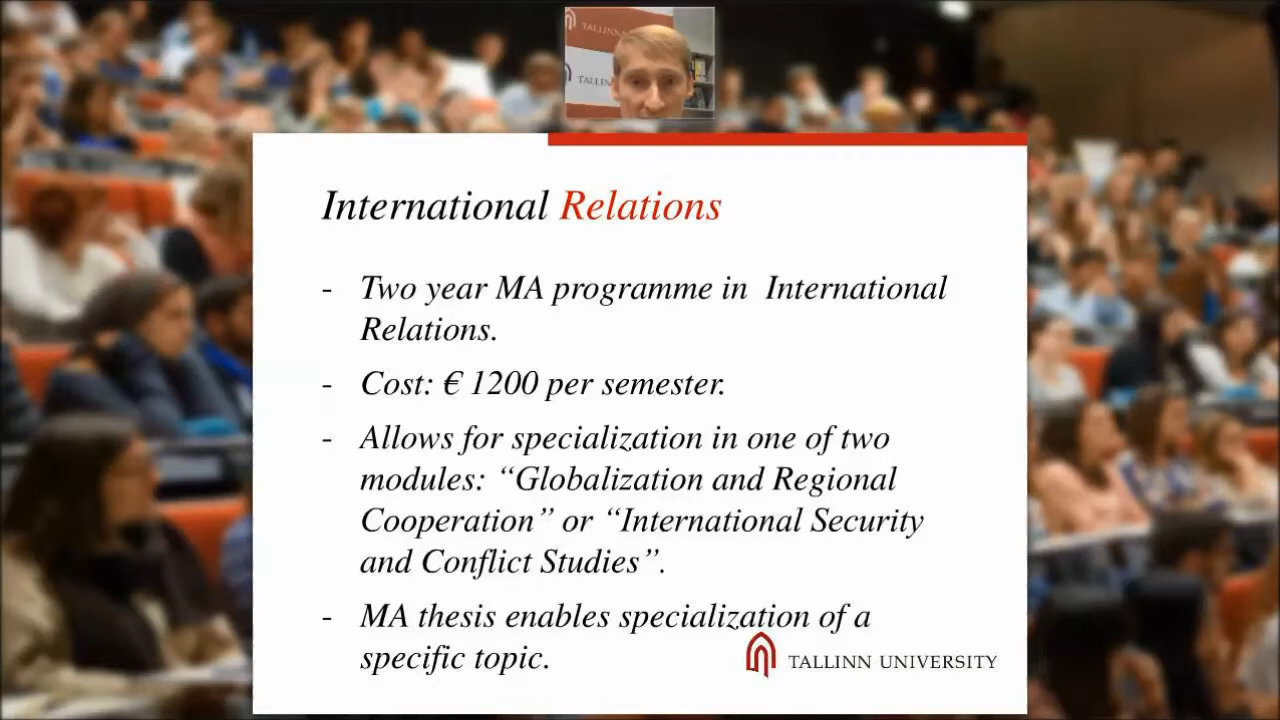 TALLINN
TALLIN
International Relations
- Two year MA programme in International
Relations.
- Cost: € 1200 per semester.
- Allows for specialization in one of two
modules: “Globalization and Regional
Cooperation” or “International Security
and Conflict Studies”.
- MA thesis enables specialization of a
specific topic.
TALLINN UNIVERSITY